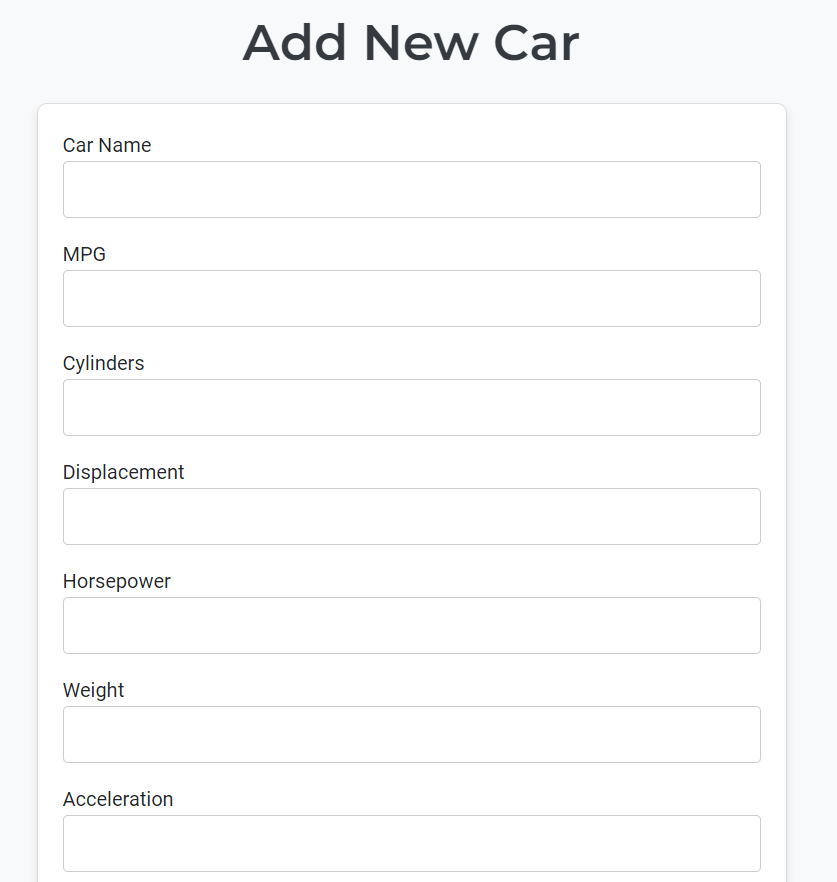 Add New Car
Car Name
MPG
Cylinders
Displacement
Horsepower
Weight
Acceleration